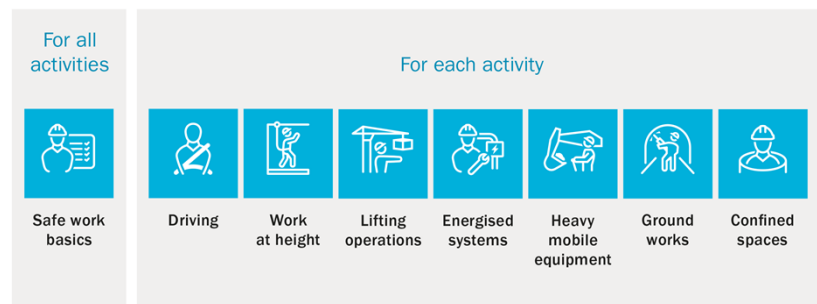 For all
activities
For each activity
Safe work
basics
Driving
Work
at height
Lifting
operations
Energised
systems
Heavy
mobile
equipment
Ground
works
Confined
spaces